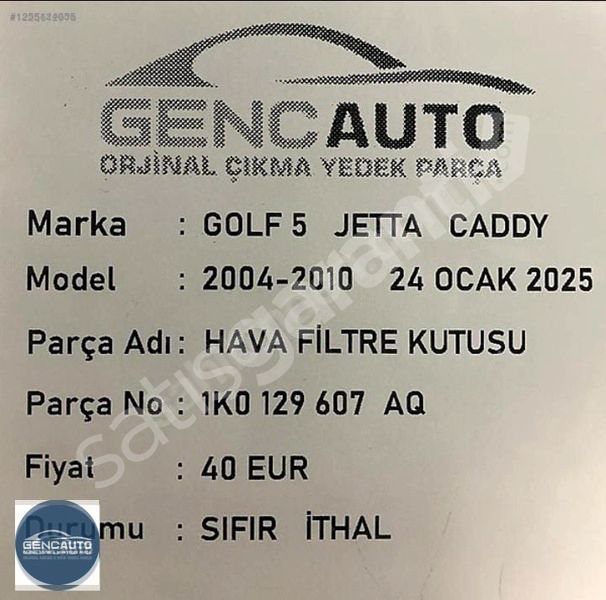 GENCAUTO
ORJİNAL ÇIKMA YEDEK PARÇA
Marka : GOLF 5 JETTA CADDY
Model : 2004-2010 24 OCAK 2025
Parça Adı : HAVA FİLTRE KUTUSU
Parça No : 1K0 129 607 AQ
Fiyat : 40 EUR
Durumu : SIFIR İTHAL
GENCAUTO
satisgaranti